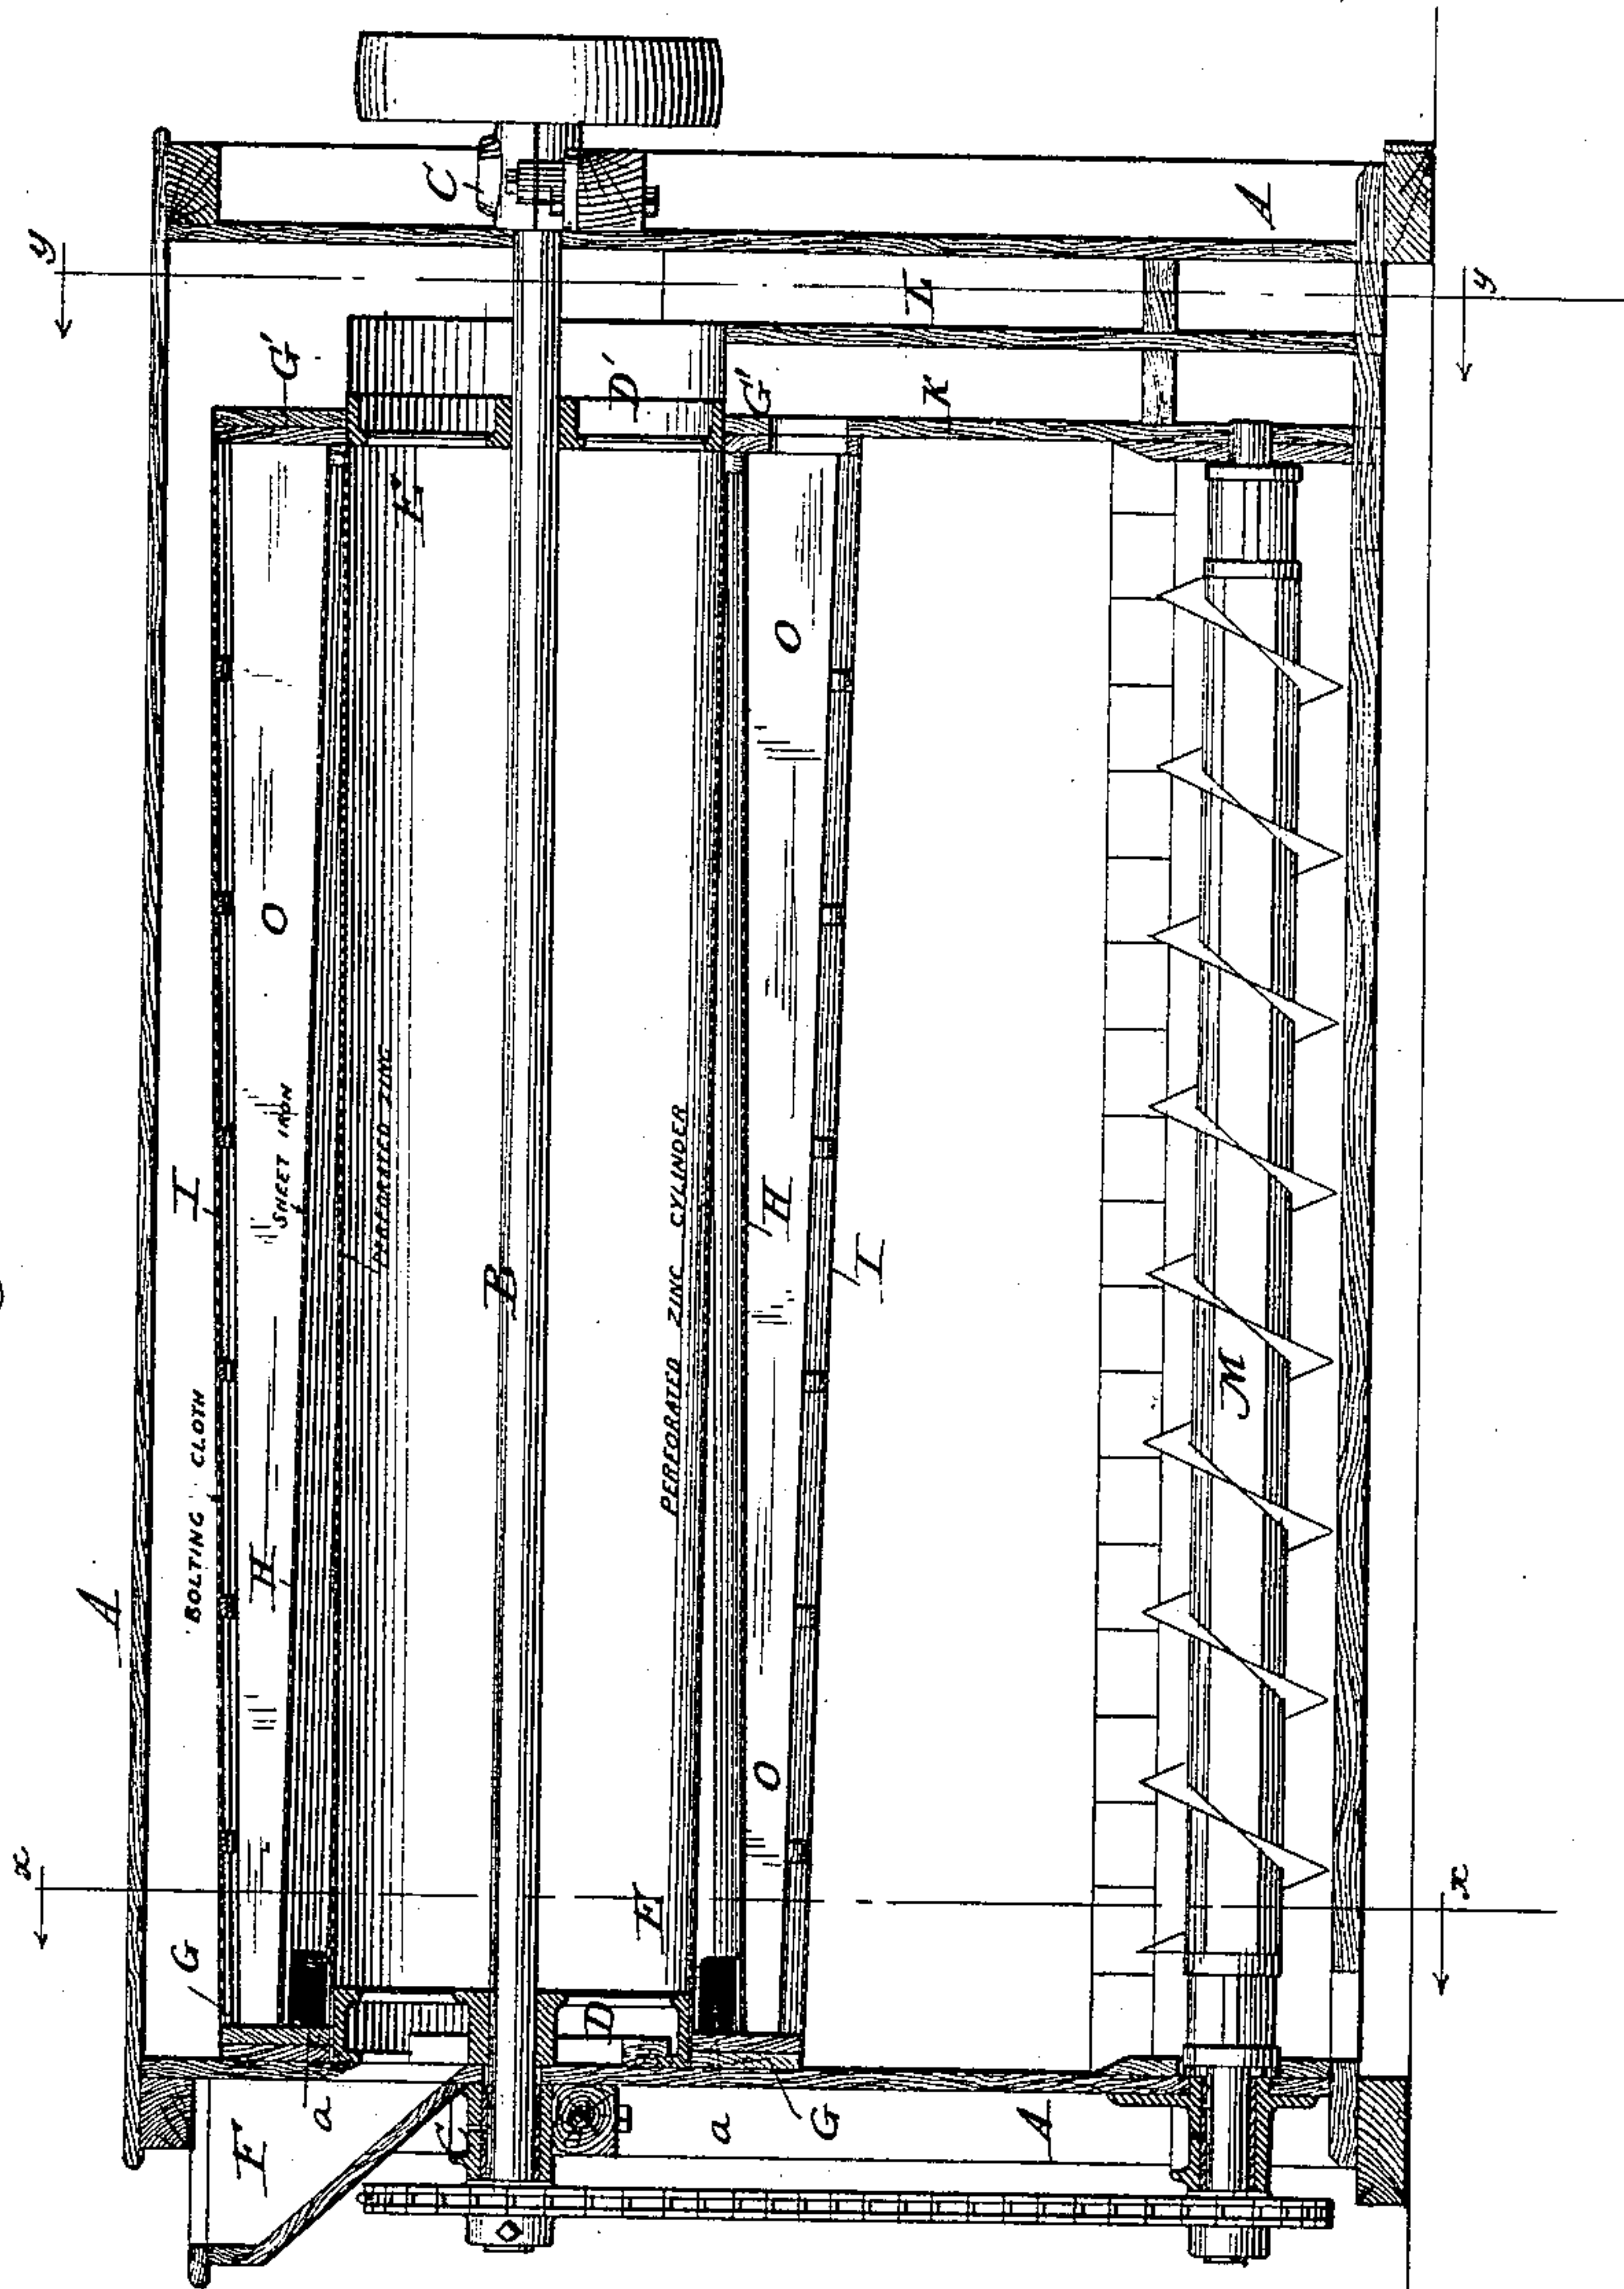 y
C
A
y
G'
L
D'
G''
K
E
O
O
I
SHEET IRON
PERFORATED ZINC
PERFORATED ZINC CYLINDER
H
I
B
BOLTING CLOTH
H
M
A
O
x
x
G
E
D
a
F
C
a
G
A